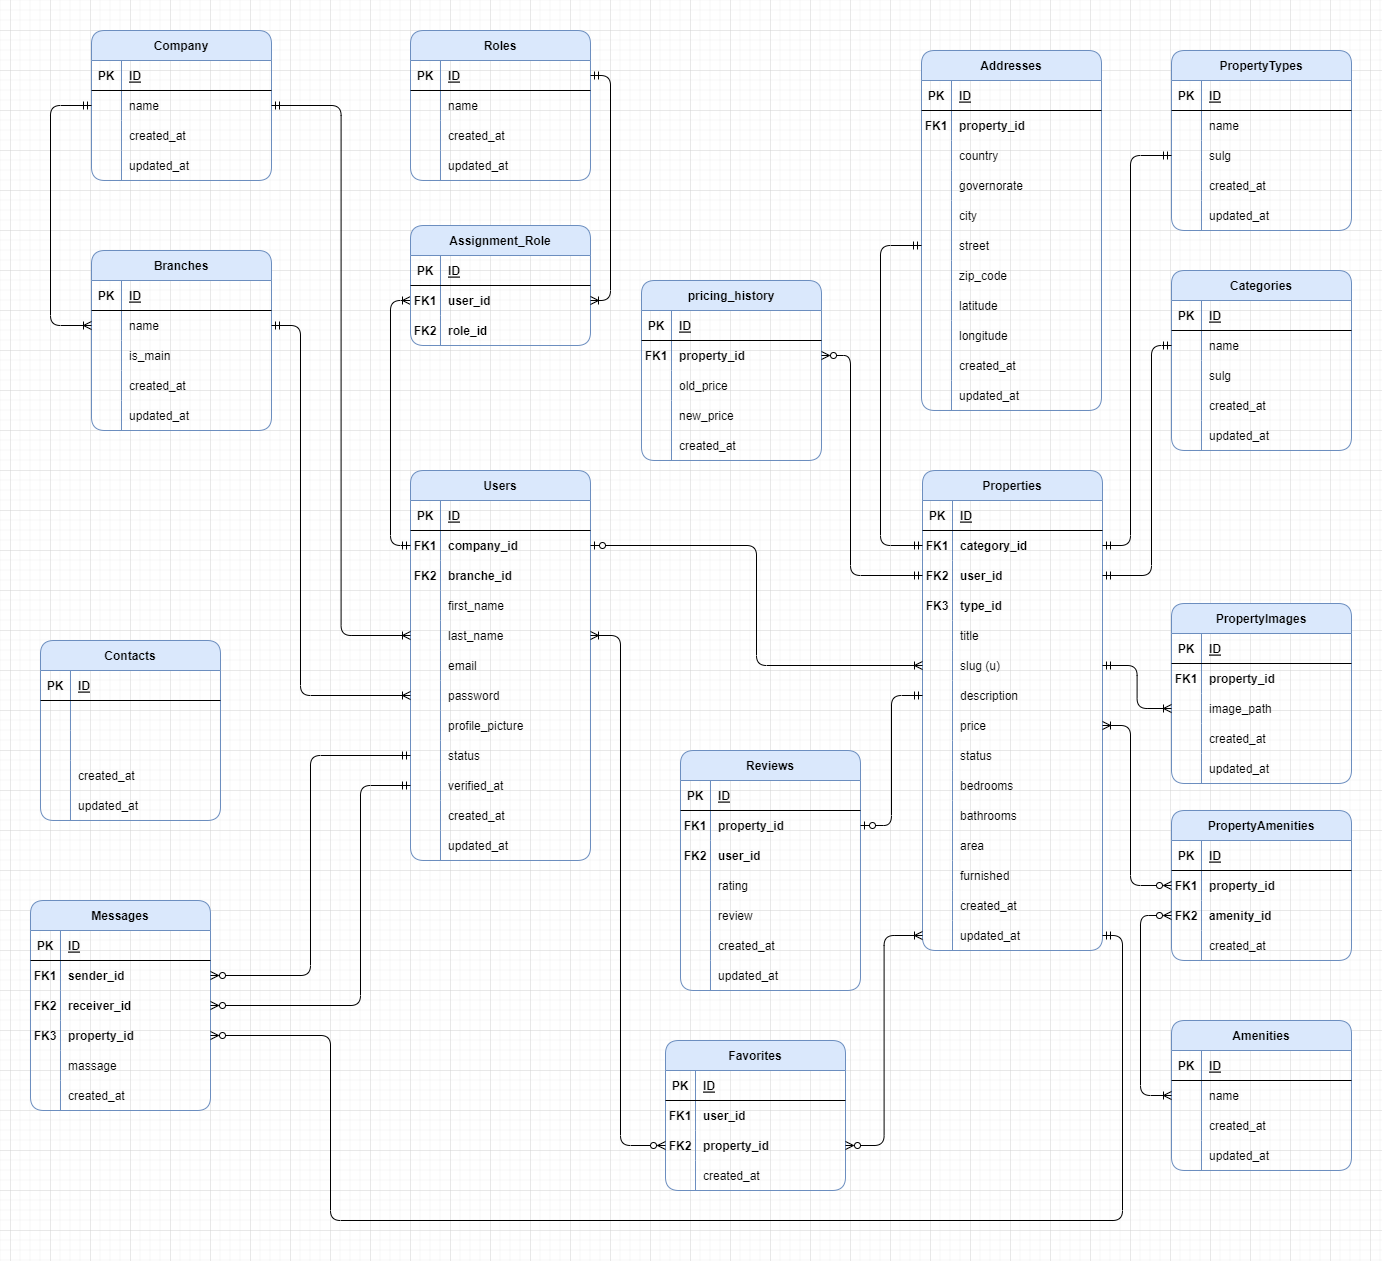 Company
PK ID
name
created_at
updated_at
Roles
PK ID
name
created_at
updated_at
Addresses
PK ID
FK1 property_id
country
governorate
city
street
zip_code
latitude
longitude
created_at
updated_at
PropertyTypes
PK ID
name
sulg
created_at
updated_at
Branches
PK ID
name
is_main
created_at
updated_at
Assignment_Role
PK ID
FK1 user_id
FK2 role_id
pricing_history
PK ID
FK1 property_id
old_price
new_price
created_at
Categories
PK ID
name
sulg
created_at
updated_at
Users
PK ID
FK1 company_id
FK2 branche_id
first_name
last_name
email
password
profile_picture
status
verified_at
created_at
updated_at
Properties
PK ID
FK1 category_id
FK2 user_id
FK3 type_id
title
slug (u)
description
price
status
bedrooms
bathrooms
area
furnished
created_at
updated_at
PropertyImages
PK ID
FK1 property_id
image_path
created_at
updated_at
Contacts
PK ID
created_at
updated_at
Reviews
PK ID
FK1 property_id
FK2 user_id
rating
review
created_at
updated_at
PropertyAmenities
PK ID
FK1 property_id
FK2 amenity_id
created_at
Messages
PK ID
FK1 sender_id
FK2 receiver_id
FK3 property_id
massage
created_at
Favorites
PK ID
FK1 user_id
FK2 property_id
created_at
Amenities
PK ID
name
created_at
updated_at